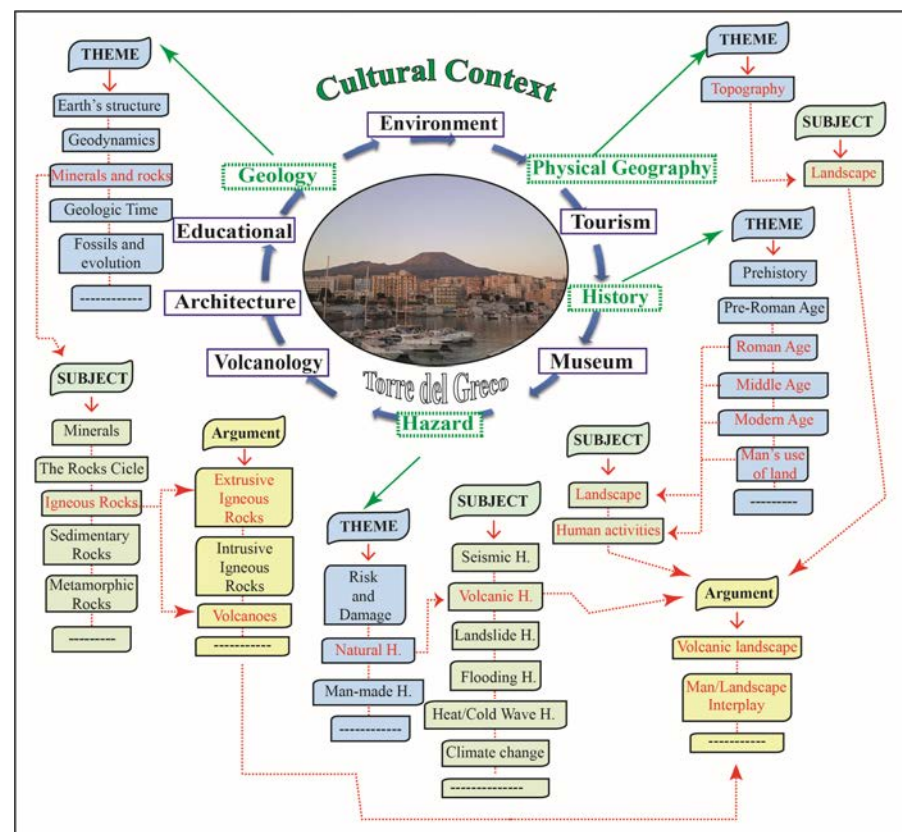 Cultural Context
Environment
Physical Geography
Tourism
History
Museum
Hazard
Volcanology
Architecture
Educational
Geology
Torre del Greco
THEME
Earth's structure
Geodynamics
Minerals and rocks
Geologic Time
Fossils and
evolution
------------
SUBJECT
Minerals
The Rocks Cicle
Igneous Rocks
Sedimentary
Rocks
Metamorphic
Rocks
---------
Argument
Extrusive
Igneous
Rocks
Intrusive
Igneous
Rocks
Volcanoes
-----------
THEME
Risk
and
Damage
Natural H.
Man-made H.
------------
SUBJECT
Seismic H.
Volcanic H.
Landslide H.
Flooding H.
Heat/Cold Wave H.
Climate change
--------------
THEME
Topography
SUBJECT
Landscape
THEME
Prehistory
Pre-Roman Age
Roman Age
Middle Age
Modern Age
Man's use
of land
---------
SUBJECT
Landscape
Human activities
Argument
Volcanic landscape
Man/Landscape
Interplay
-----------